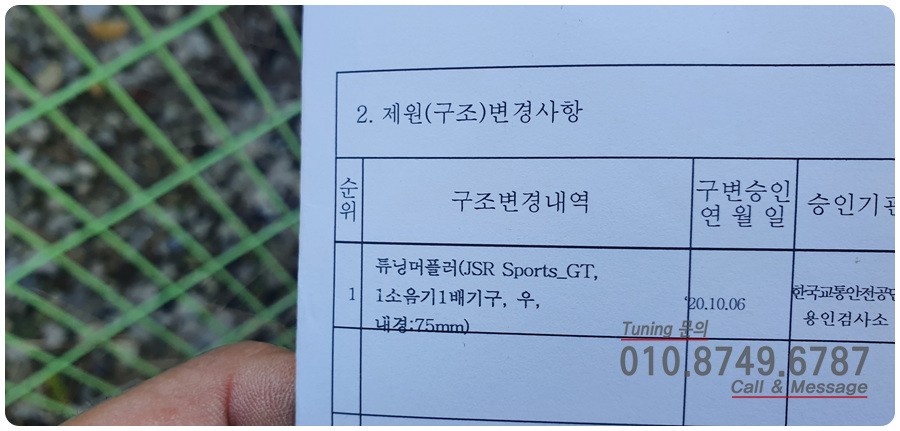 2. 제원(구조)변경사항
순위
구조변경내역
구변승인
연 월 일
승인기관
1
튜닝머플러(JSR Sports_GT,
1소음기1배기구, 우,
내경:75mm)
'20.10.06
한국교통안전공단
용인검사소
Tuning 문의
010.8749.6787
Call & Message